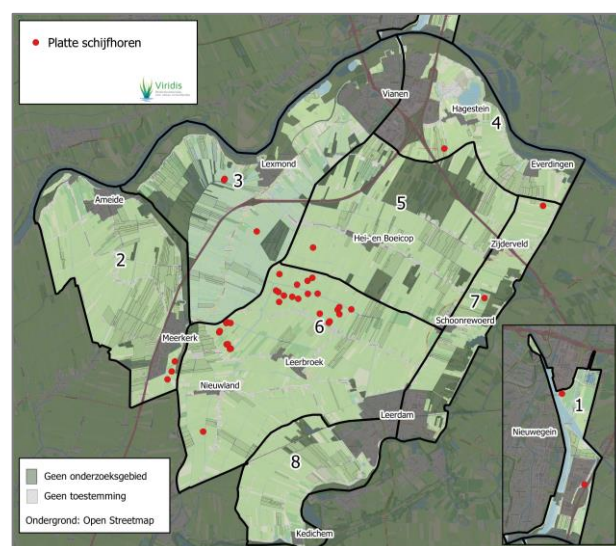 Platte schijfhoren
Viridis
Vianen
Hagestein
4
Everdingen
Lexmond
3
Ameide
5
Hei- en Boeicop
Zijderveld
2
7
Schoonrewoerd
6
Meerkerk
Leerbroek
Nieuwland
Leerdam
8
Kedichem
1
Nieuwegein
Geen onderzoeksgebied
Geen toestemming
Ondergrond: Open Streetmap